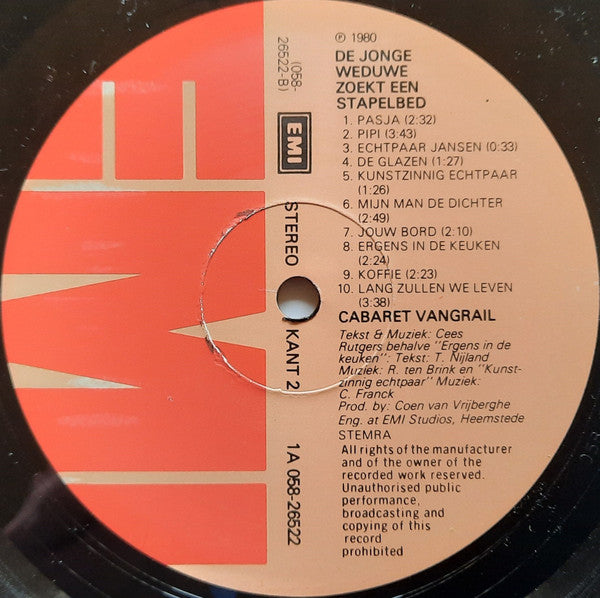 ℗ 1980
DE JONGE
WEDUWE
ZOEKT EEN
STAPELBED
1. PASJA (2:32)
2. PIPI (3:43)
3. ECHTPAAR JANSEN (0:33)
4. DE GLAZEN (1:27)
5. KUNSTZINNIG ECHTPAAR
(1:26)
6. MIJN MAN DE DICHTER
(2:49)
7. JOUW BORD (2:10)
8. ERGENS IN DE KEUKEN
(2:24)
9. KOFFIE (2:23)
10. LANG ZULLEN WE LEVEN
(3:38)
CABARET VANGRAIL
Tekst & Muziek: Cees
Rutgers behalve "Ergens in de
keuken": Tekst: T. Nijland
Muziek: R. ten Brink en "Kunst-
zinnig echtpaar" Muziek:
C. Franck
Prod. by: Coen van Vrijberghe
Eng. at EMI Studios, Heemstede
STEMRA
All rights of the manufacturer
and of the owner of the
recorded work reserved.
Unauthorised public
performance,
broadcasting and
copying of this
record
prohibited
(058-
26522-B)
EMI
STEREO
KANT 2
1A 058-26522
EMI